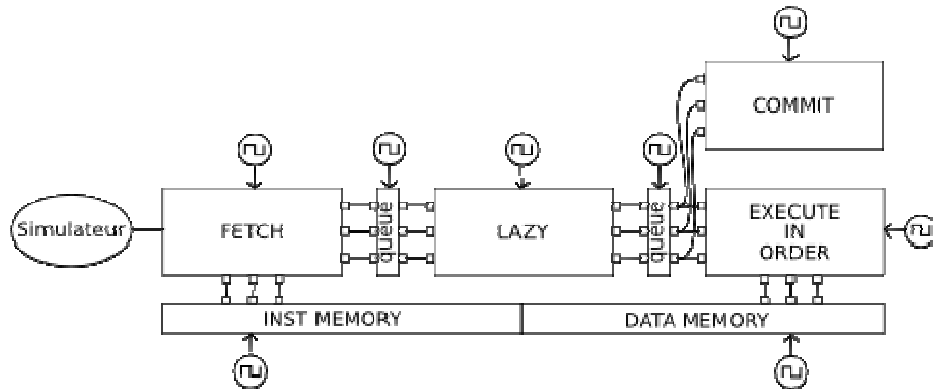 COMMIT
Simulateur
FETCH
queue
LAZY
queue
EXECUTE
IN
ORDER
INST MEMORY
DATA MEMORY